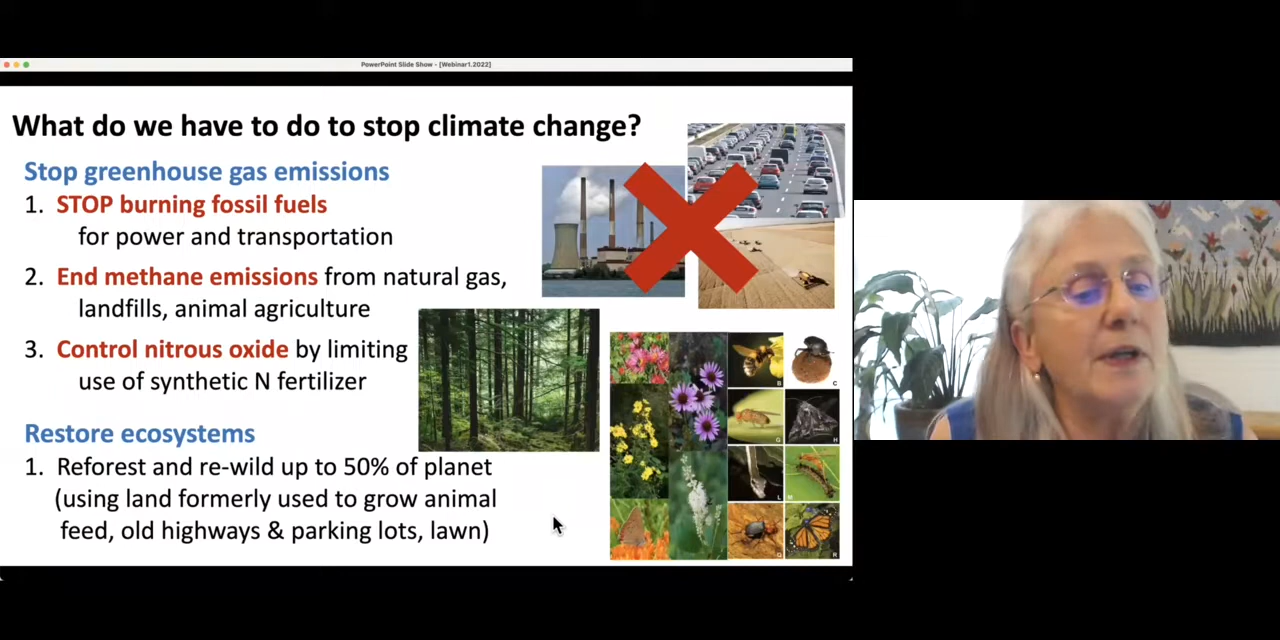 PowerPoint Slide Show - [Webinar1.2022]
What do we have to do to stop climate change?
Stop greenhouse gas emissions
1. STOP burning fossil fuels
for power and transportation
2. End methane emissions from natural gas,
landfills, animal agriculture
3. Control nitrous oxide by limiting
use of synthetic N fertilizer
Restore ecosystems
1. Reforest and re-wild up to 50% of planet
(using land formerly used to grow animal
feed, old highways & parking lots, lawn)
B C
G H
L M
Q R